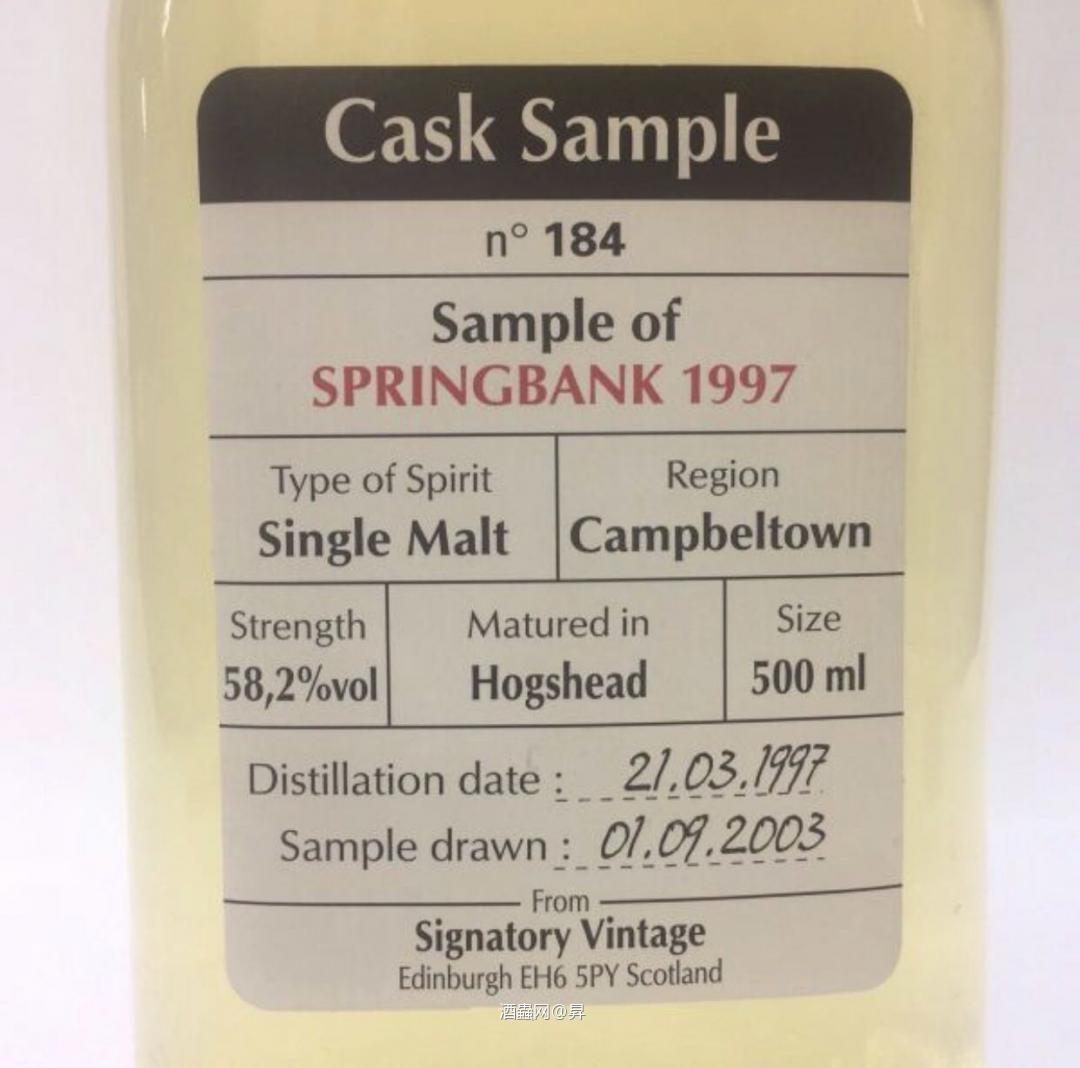 Cask Sample
n° 184
Sample of
SPRINGBANK 1997
Type of Spirit
Single Malt
Region
Campbeltown
Strength
58,2%vol
Matured in
Hogshead
Size
500 ml
Distillation date : 21.03.1997
Sample drawn : 01.09.2003
From
Signatory Vintage
Edinburgh EH6 5PY Scotland
酒蟲网@昇